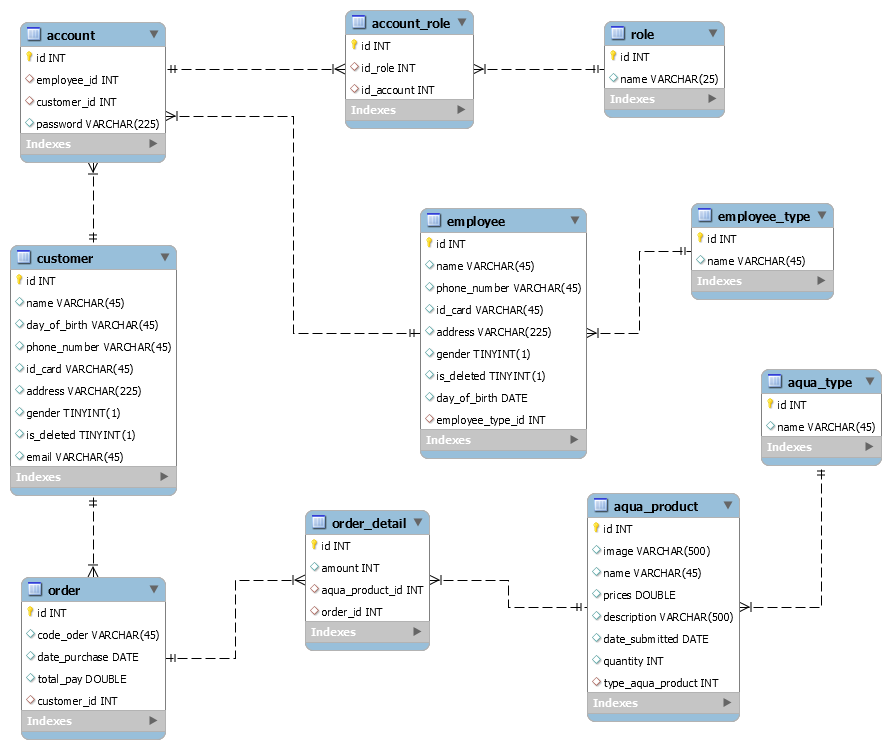 account
id INT
employee_id INT
customer_id INT
password VARCHAR(225)
Indexes
account_role
id INT
id_role INT
id_account INT
Indexes
role
id INT
name VARCHAR(25)
Indexes
customer
id INT
name VARCHAR(45)
day_of_birth VARCHAR(45)
phone_number VARCHAR(45)
id_card VARCHAR(45)
address VARCHAR(225)
gender TINYINT(1)
is_deleted TINYINT(1)
email VARCHAR(45)
Indexes
employee
id INT
name VARCHAR(45)
phone_number VARCHAR(45)
id_card VARCHAR(45)
address VARCHAR(225)
gender TINYINT(1)
is_deleted TINYINT(1)
day_of_birth DATE
employee_type_id INT
Indexes
employee_type
id INT
name VARCHAR(45)
Indexes
aqua_type
id INT
name VARCHAR(45)
Indexes
order
id INT
code_oder VARCHAR(45)
date_purchase DATE
total_pay DOUBLE
customer_id INT
Indexes
order_detail
id INT
amount INT
aqua_product_id INT
order_id INT
Indexes
aqua_product
id INT
image VARCHAR(500)
name VARCHAR(45)
prices DOUBLE
description VARCHAR(500)
date_submitted DATE
quantity INT
type_aqua_product INT
Indexes